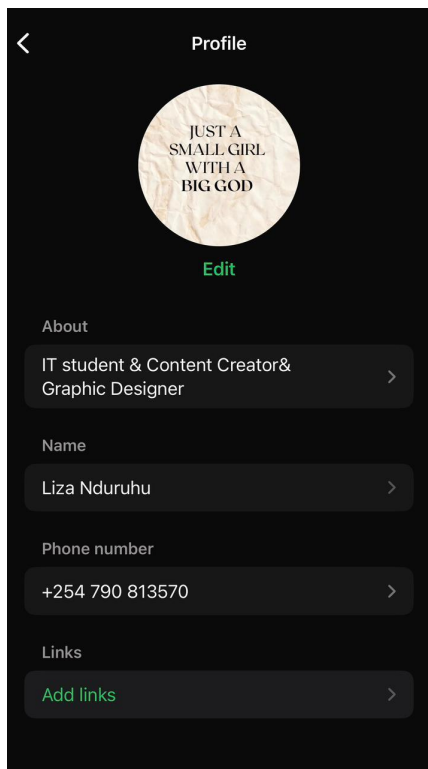 Profile
JUST A
SMALL GIRL
WITH A
BIG GOD
Edit
About
IT student & Content Creator&
Graphic Designer
Name
Liza Nduruhu
Phone number
+254 790 813570
Links
Add links